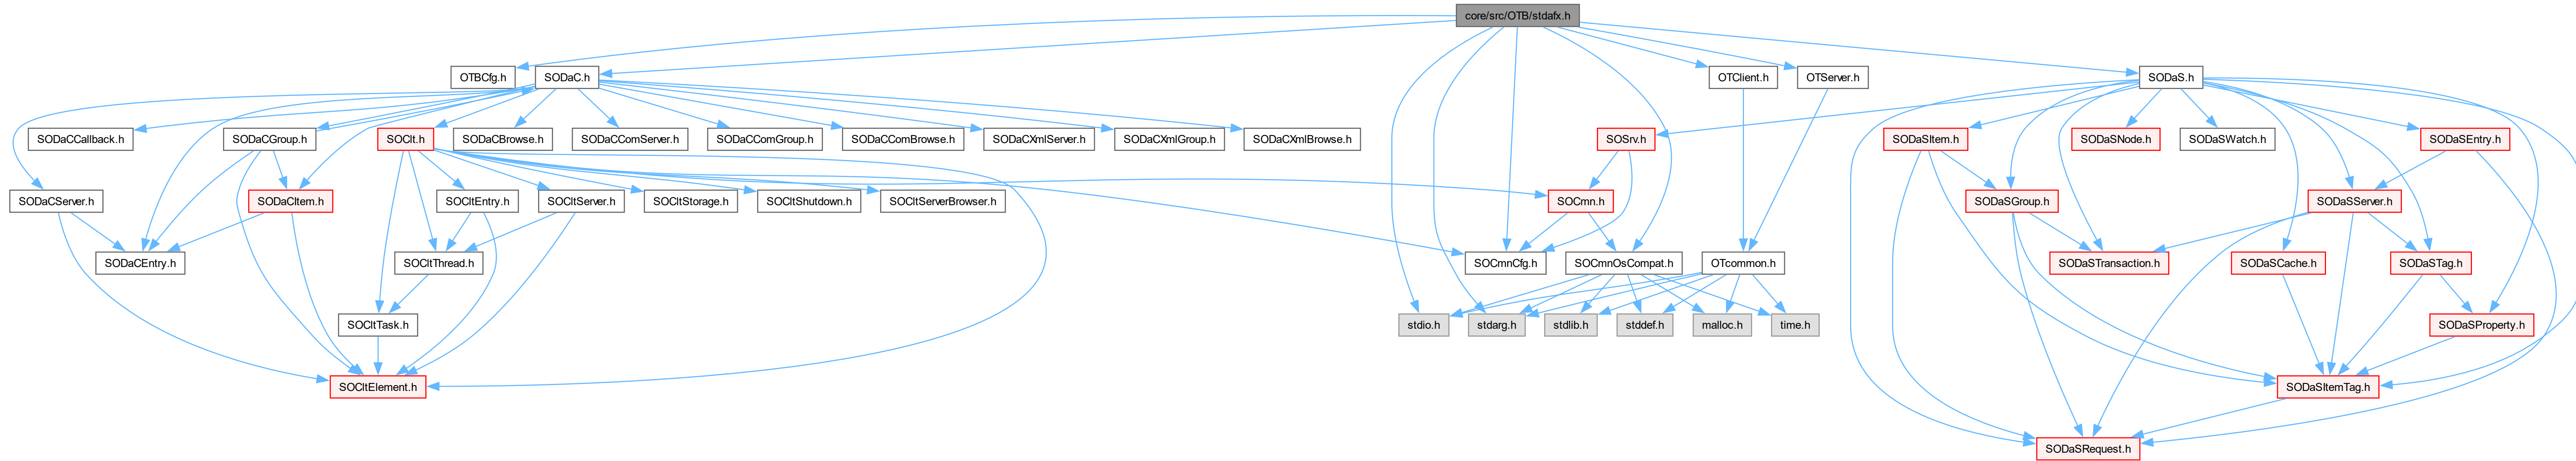 core/src/OTB/stdafx.h
OTBCfg.h
SODaC.h
OTClient.h
OTServer.h
SODaS.h
SODaCCallback.h
SODaCGroup.h
SOClt.h
SODaCBrowse.h
SODaCComServer.h
SODaCComGroup.h
SODaCComBrowse.h
SODaCXmlServer.h
SODaCXmlGroup.h
SODaCXmlBrowse.h
SOSrv.h
SODaSItem.h
SODaSNode.h
SODaSWatch.h
SODaSEntry.h
SODaCServer.h
SODaCItem.h
SOCltEntry.h
SOCltServer.h
SOCltStorage.h
SOCltShutdown.h
SOCltServerBrowser.h
SOCmn.h
SODaSGroup.h
SODaSServer.h
SODaCEntry.h
SOCltThread.h
SOCmnCfg.h
SOCmnOsCompat.h
OTcommon.h
SODaSTransaction.h
SODaSCache.h
SODaSTag.h
SOCltTask.h
stdio.h
stdarg.h
stdlib.h
stddef.h
malloc.h
time.h
SODaSProperty.h
SOCltElement.h
SODaSItemTag.h
SODaSRequest.h